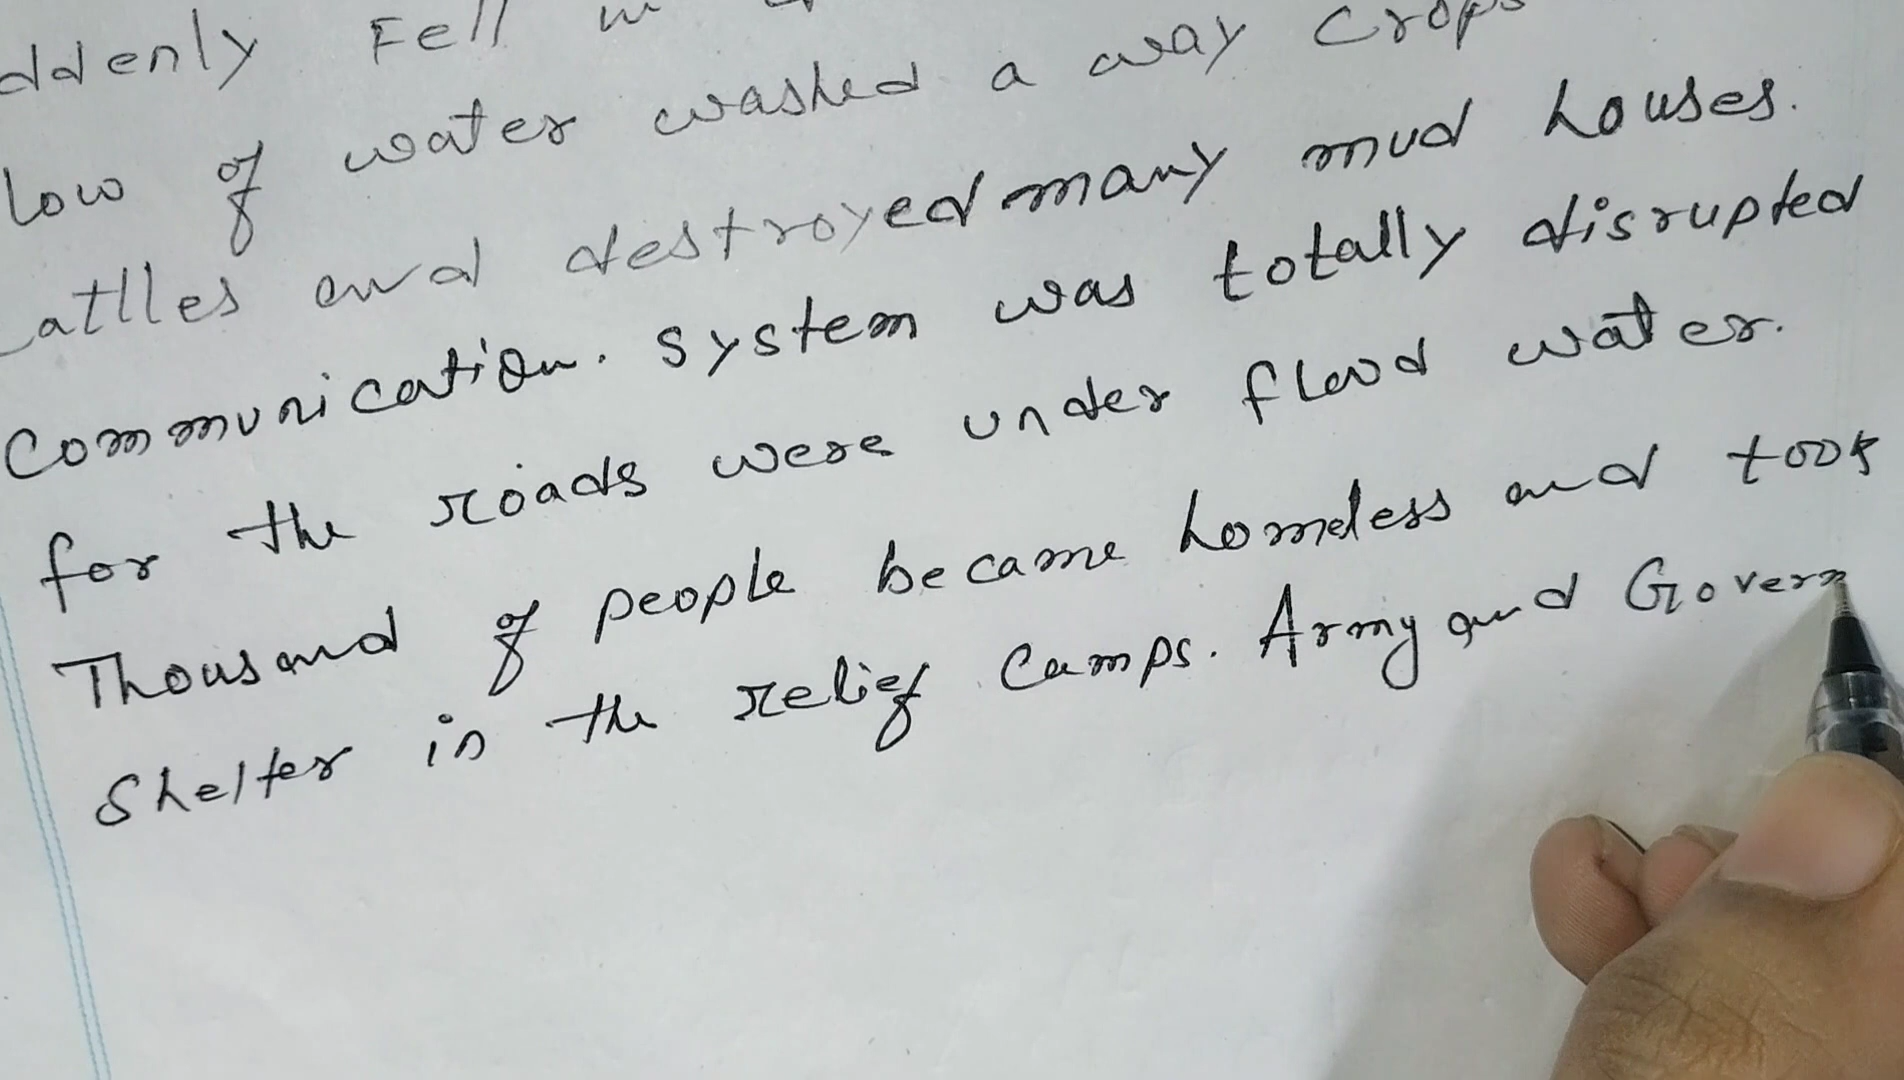 ddenly Fell in
low of water washed a way crops
attles and destroyed many mud houses.
Communication. system was totally disrupted
for the roads were under flood water.
Thousand of people became homeless and took
Shelter in the relief Camps. Army and Govern